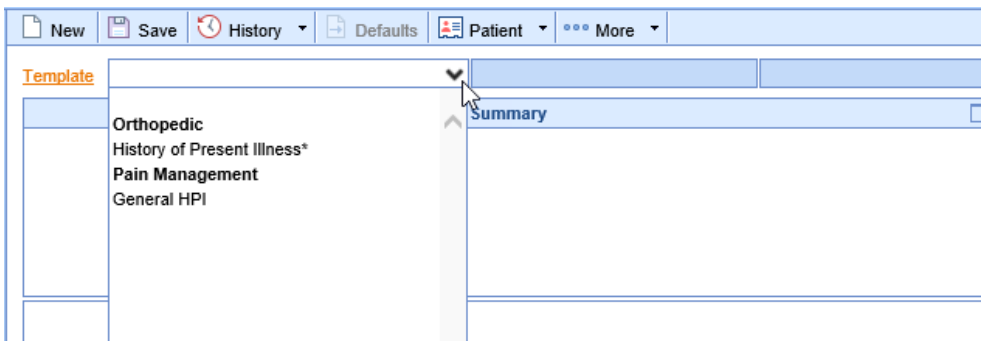 New Save History Defaults Patient More
Template
Summary
Orthopedic
History of Present Illness*
Pain Management
General HPI